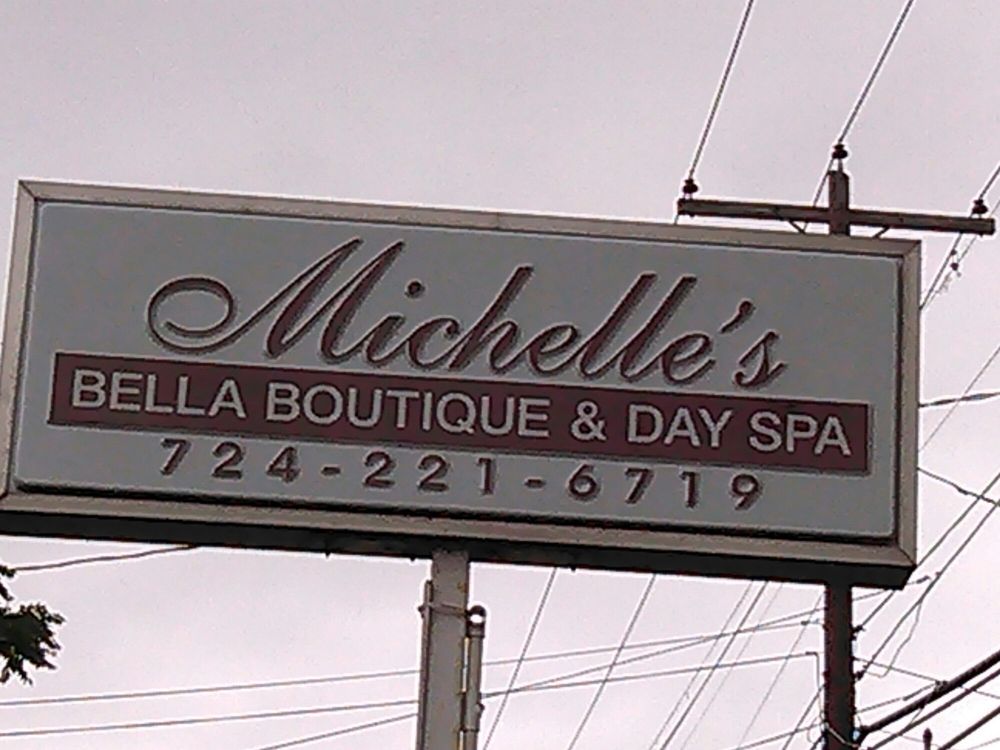 Michelle's
BELLA BOUTIQUE & DAY SPA
724-221-6719